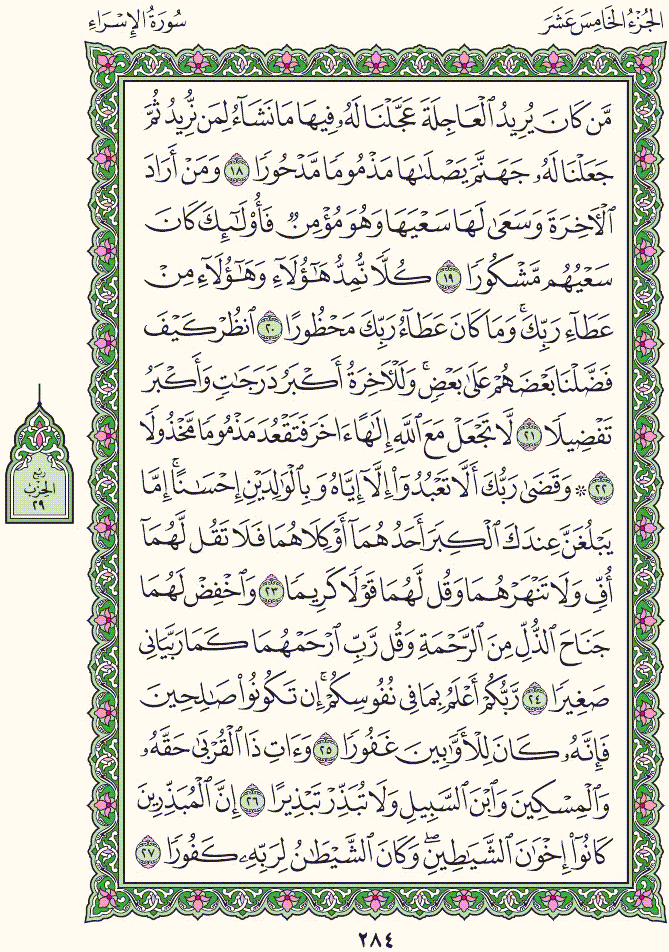 الجُزْءُ الخَامِسَ عَشَرَ
سُورَةُ الإِسْرَاءِ
مَّن كَانَ يُرِيدُ ٱلْعَاجِلَةَ عَجَّلْنَا لَهُۥ فِيهَا مَا نَشَآءُ لِمَن نُّرِيدُ ثُمَّ
جَعَلْنَا لَهُۥ جَهَنَّمَ يَصْلَىٰهَا مَذْمُومًا مَّدْحُورًا ١٨ وَمَنْ أَرَادَ
ٱلْأَخِرَةَ وَسَعَىٰ لَهَا سَعْيَهَا وَهُوَ مُؤْمِنٌ فَأُو۟لَٰٓئِكَ كَانَ
سَعْيُهُم مَّشْكُورًا ١٩ كُلًّا نُّمِدُّ هَٰٓؤُلَآءِ وَهَٰٓؤُلَآءِ مِنْ
عَطَآءِ رَبِّكَ ۚ وَمَا كَانَ عَطَآءُ رَبِّكَ مَحْظُورًا ٢٠ ٱنظُرْ كَيْفَ
فَضَّلْنَا بَعْضَهُمْ عَلَىٰ بَعْضٍ ۚ وَلَلْأَخِرَةُ أَكْبَرُ دَرَجَٰتٍ وَأَكْبَرُ
تَفْضِيلًا ٢١ لَّا تَجْعَلْ مَعَ ٱللَّهِ إِلَٰهًا ءَاخَرَ فَتَقْعُدَ مَذْمُومًا مَّخْذُولًا
٢٢ ۞ وَقَضَىٰ رَبُّكَ أَلَّا تَعْبُدُوٓا۟ إِلَّآ إِيَّاهُ وَبِٱلْوَٰلِدَيْنِ إِحْسَٰنًا ۚ إِمَّا
يَبْلُغَنَّ عِندَكَ ٱلْكِبَرَ أَحَدُهُمَآ أَوْ كِلَاهُمَا فَلَا تَقُل لَّهُمَآ
أُفٍّ وَلَا تَنْهَرْهُمَا وَقُل لَّهُمَا قَوْلًا كَرِيمًا ٢٣ وَٱخْفِضْ لَهُمَا
جَنَاحَ ٱلذُّلِّ مِنَ ٱلرَّحْمَةِ وَقُل رَّبِّ ٱرْحَمْهُمَا كَمَا رَبَّيَانِى
صَغِيرًا ٢٤ رَّبُّكُمْ أَعْلَمُ بِمَا فِى نُفُوسِكُمْ ۚ إِن تَكُونُوا۟ صَٰلِحِينَ
فَإِنَّهُۥ كَانَ لِلْأَوَّٰبِينَ غَفُورًا ٢٥ وَءَاتِ ذَا ٱلْقُرْبَىٰ حَقَّهُۥ
وَٱلْمِسْكِينَ وَٱبْنَ ٱلسَّبِيلِ وَلَا تُبَذِّرْ تَبْذِيرًا ٢٦ إِنَّ ٱلْمُبَذِّرِينَ
كَانُوٓا۟ إِخْوَٰنَ ٱلشَّيَٰطِينِ ۖ وَكَانَ ٱلشَّيْطَٰنُ لِرَبِّهِۦ كَفُورًا ٢٧
رُبُع
الحِزْب
٢٩
٢٨٤